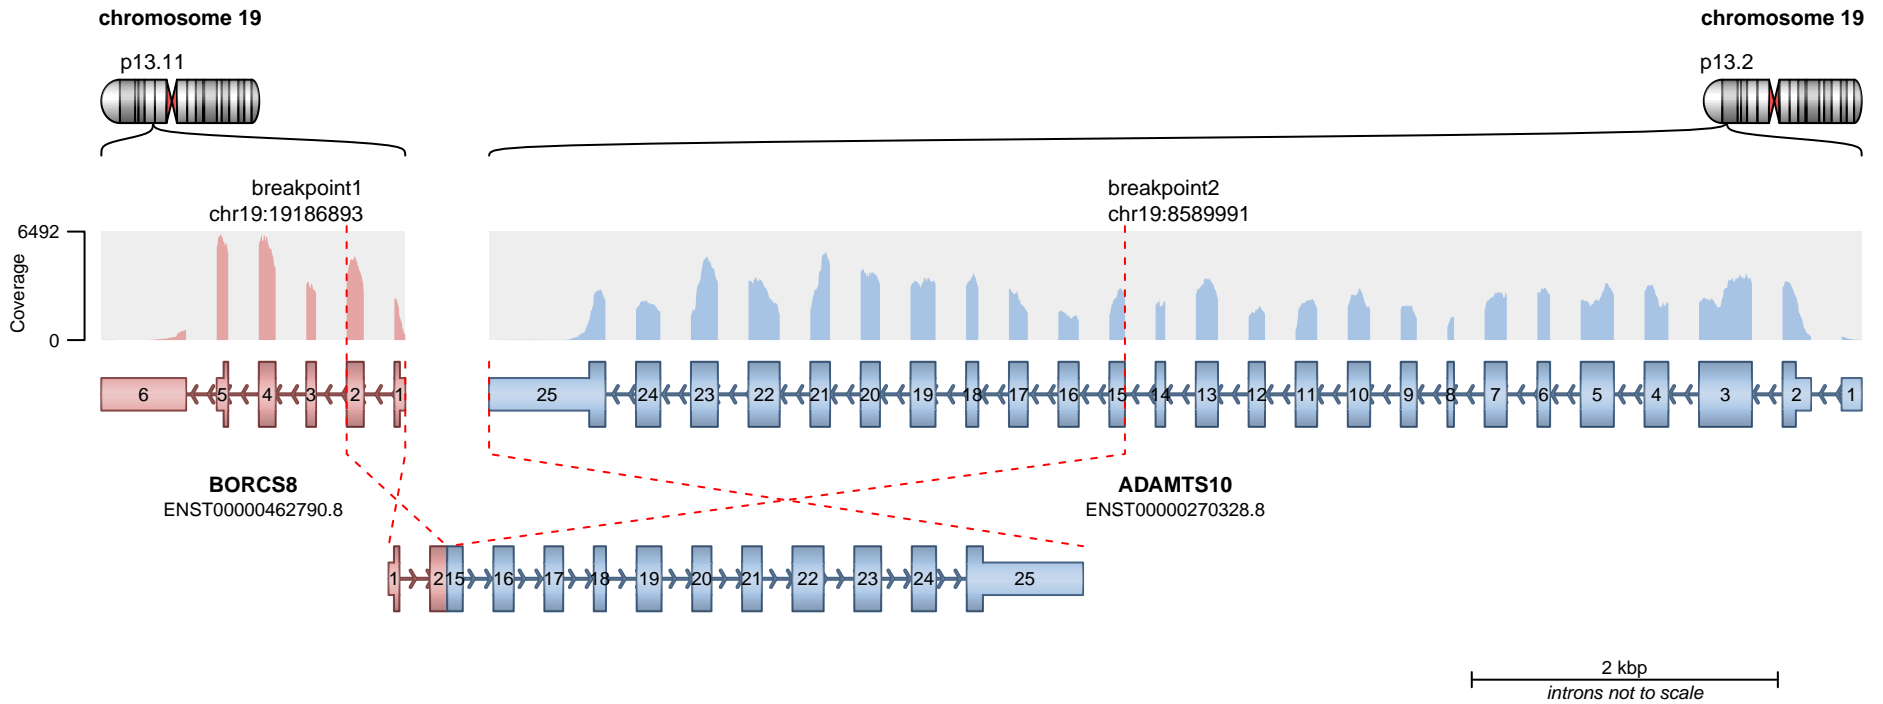 chromosome 19
chromosome 19
p13.11
p13.2
breakpoint1
chr19:19186893
breakpoint2
chr19:8589991
6492
Coverage
0
6 5 4 3 2 1
25 24 23 22 21 20 19 18 17 16 15 14 13 12 11 10 9 8 7 6 5 4 3 2 1
BORCS8
ENST00000462790.8
ADAMTS10
ENST00000270328.8
1 2 15 16 17 18 19 20 21 22 23 24 25
2 kbp
introns not to scale